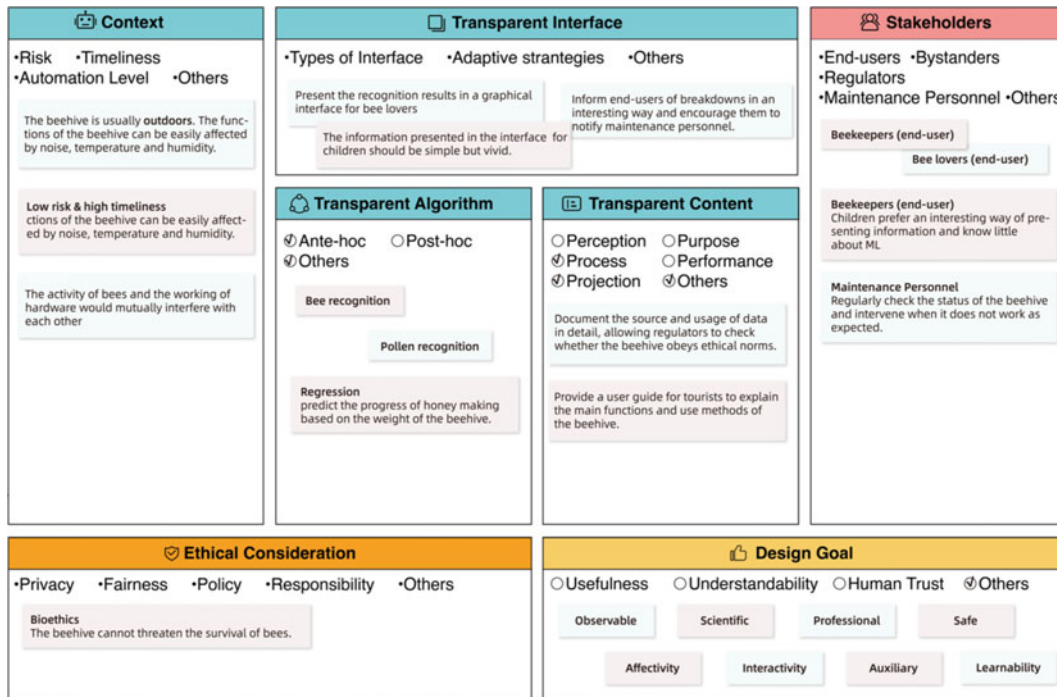 Context
•Risk •Timeliness
•Automation Level •Others
The beehive is usually outdoors. The func-
tions of the beehive can be easily affected
by noise, temperature and humidity.
Low risk & high timeliness
ctions of the beehive can be easily affect-
ed by noise, temperature and humidity.
The activity of bees and the working of
hardware would mutually interfere with
each other
Transparent Interface
•Types of Interface •Adaptive strantegies •Others
Present the recognition results in a graphical
interface for bee lovers
The information presented in the interface for
children should be simple but vivid.
Inform end-users of breakdowns in an
interesting way and encourage them to
notify maintenance personnel.
Transparent Algorithm
Ante-hoc Post-hoc
Others
Bee recognition
Pollen recognition
Regression
predict the progress of honey making
based on the weight of the beehive.
Transparent Content
Perception Purpose
Process Performance
Projection Others
Document the source and usage of data
in detail, allowing regulators to check
whether the beehive obeys ethical norms.
Provide a user guide for tourists to explain
the main functions and use methods of
the beehive.
Stakeholders
•End-users •Bystanders
•Regulators
•Maintenance Personnel •Others
Beekeepers (end-user)
Bee lovers (end-user)
Beekeepers (end-user)
Children prefer an interesting way of pre-
senting information and know little
about ML
Maintenance Personnel
Regularly check the status of the beehive
and intervene when it does not work as
expected.
Ethical Consideration
•Privacy •Fairness •Policy •Responsibility •Others
Bioethics
The beehive cannot threaten the survival of bees.
Design Goal
Usefulness Understandability Human Trust Others
Observable Scientific Professional Safe
Affectivity Interactivity Auxiliary Learnability